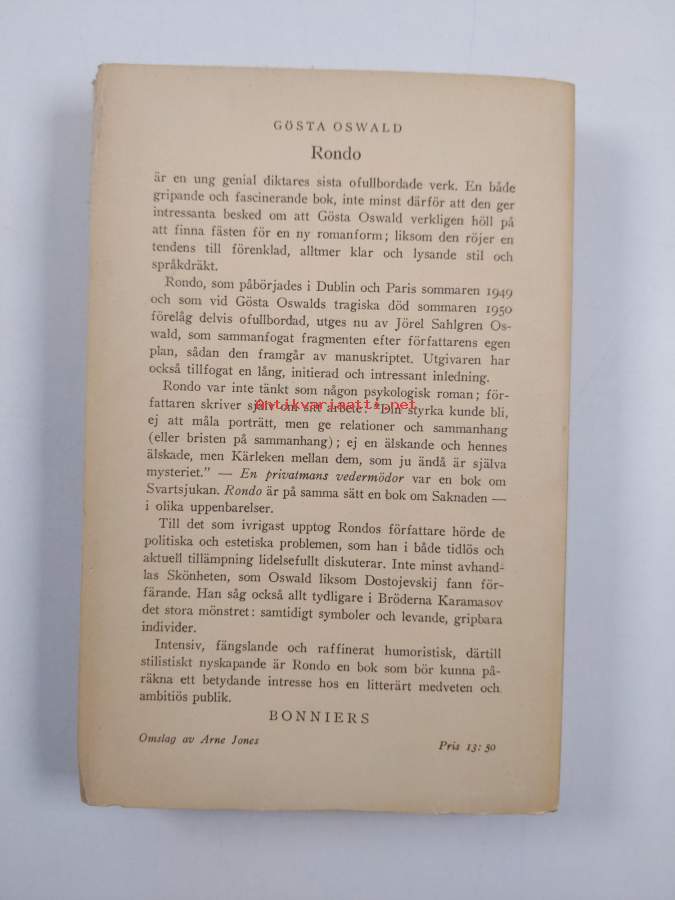 GÖSTA OSWALD
Rondo
är en ung genial diktares sista ofullbordade verk. En både
gripande och fascinerande bok, inte minst därför att den ger
intressanta besked om att Gösta Oswald verkligen höll på
att finna fästen för en ny romanform; liksom den röjer en
tendens till förenklad, alltmer klar och lysande stil och
språkdräkt.
Rondo, som påbörjades i Dublin och Paris sommaren 1949
och som vid Gösta Oswalds tragiska död sommaren 1950
förelåg delvis ofullbordad, utges nu av Jörel Sahlgren Os-
wald, som sammanfogat fragmenten efter författarens egen
plan, sådan den framgår av manuskriptet. Utgivaren har
också tillfogat en lång, initierad och intressant inledning.
Rondo var inte tänkt som någon psykologisk roman; för-
fattaren skriver själv om sitt arbete: "Din styrka kunde bli,
antikvarimatti.net
ej att måla porträtt, men ge relationer och sammanhang
(eller bristen på sammanhang); ej en älskande och hennes
älskade, men Kärleken mellan dem, som ju ändå är själva
mysteriet." — En privatmans vedermödor var en bok om
Svartsjukan. Rondo är på samma sätt en bok om Saknaden —
i olika uppenbarelser.
Till det som ivrigast upptog Rondos författare hörde de
politiska och estetiska problemen, som han i både tidlös och
aktuell tillämpning lidelsefullt diskuterar. Inte minst avhand-
las Skönheten, som Oswald liksom Dostojevskij fann för-
färande. Han såg också allt tydligare i Bröderna Karamasov
det stora mönstret: samtidigt symboler och levande, gripbara
individer.
Intensiv, fängslande och raffinerat humoristisk, därtill
stilistiskt nyskapande är Rondo en bok som bör kunna på-
räkna ett betydande intresse hos en litterärt medveten och
ambitiös publik.
BONNIERS
Omslag av Arne Jones
Pris 13: 50